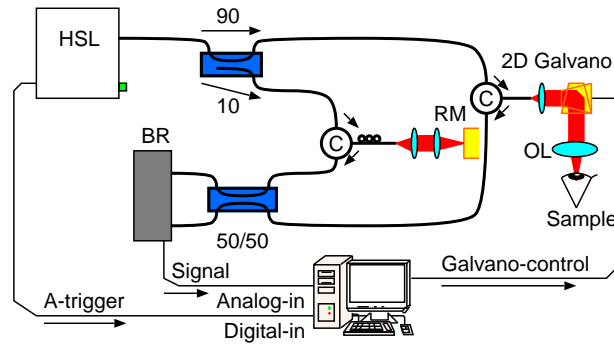 90
HSL
2D Galvano
10
C
RM
BR
C
OL
50/50
Sample
Signal
Galvano-control
A-trigger
Analog-in
Digital-in